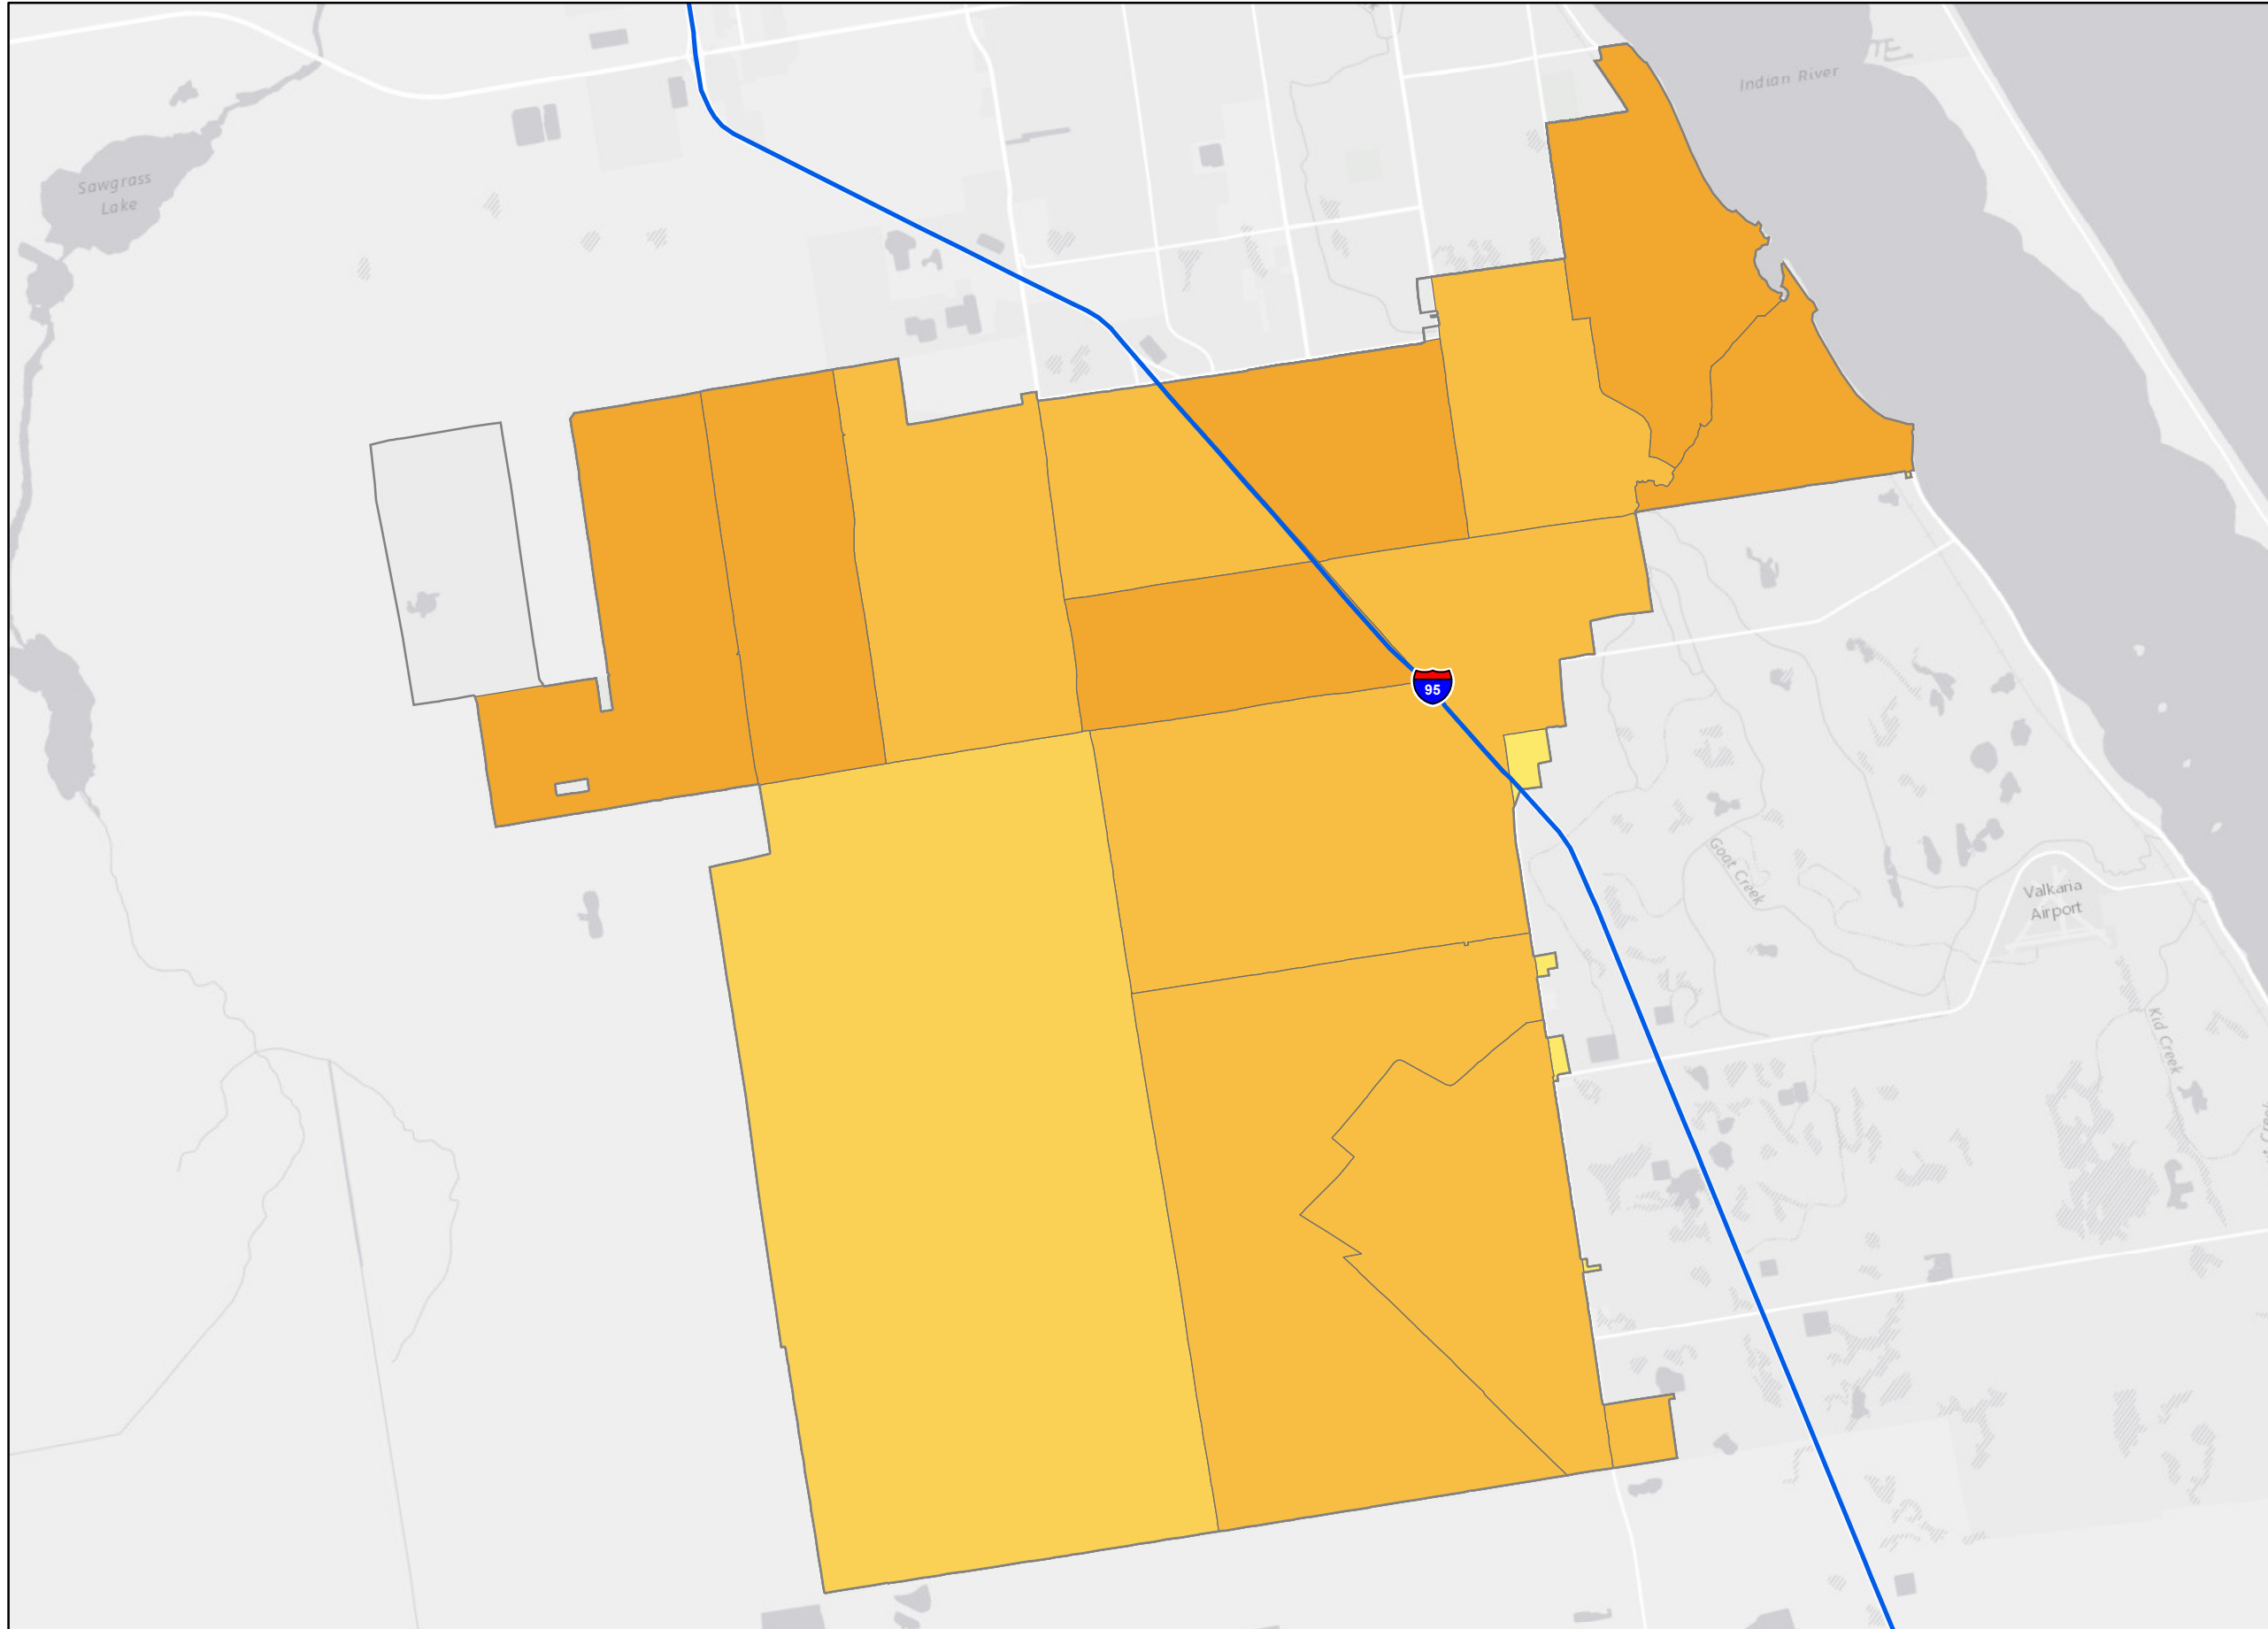 Indian River
Sawgrass
Lake
95
Goat Creek
Valkaria
Airport
Kid Creek